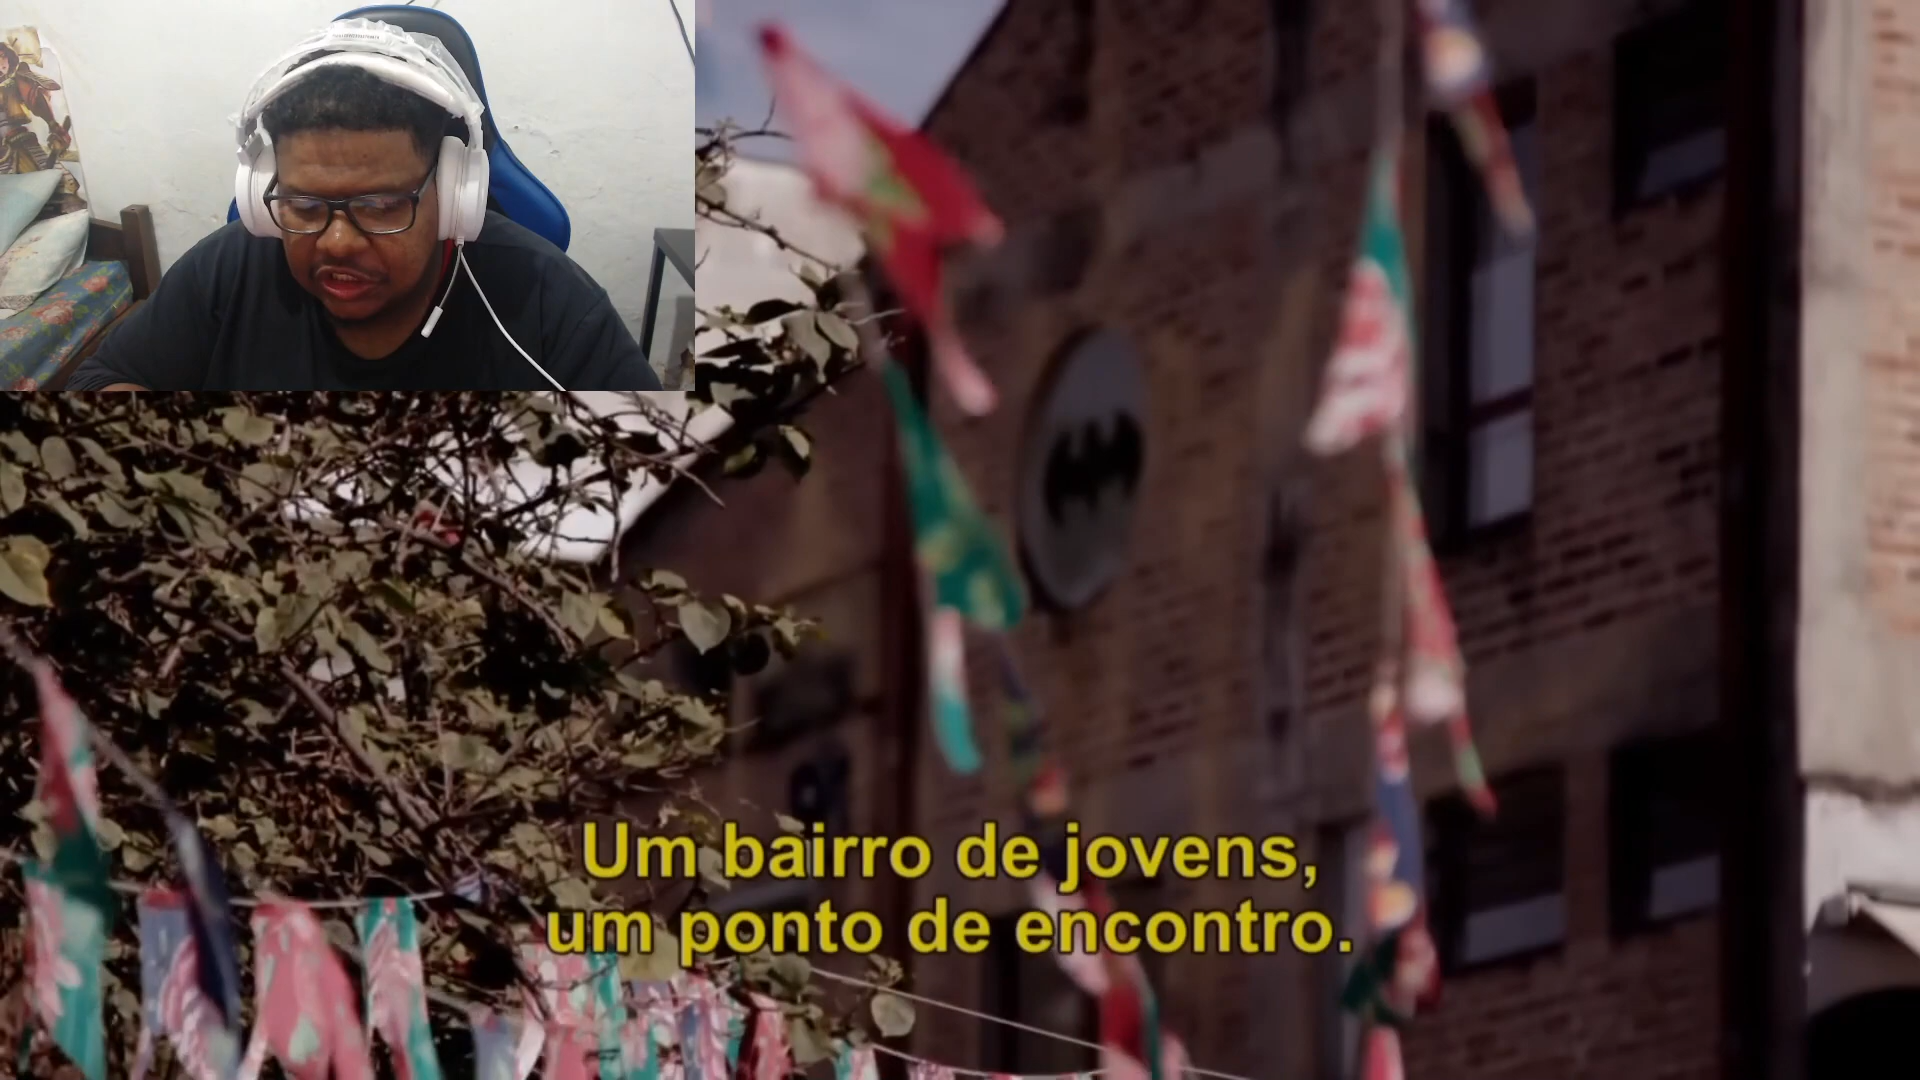 Um bairro de jovens,
um ponto de encontro.